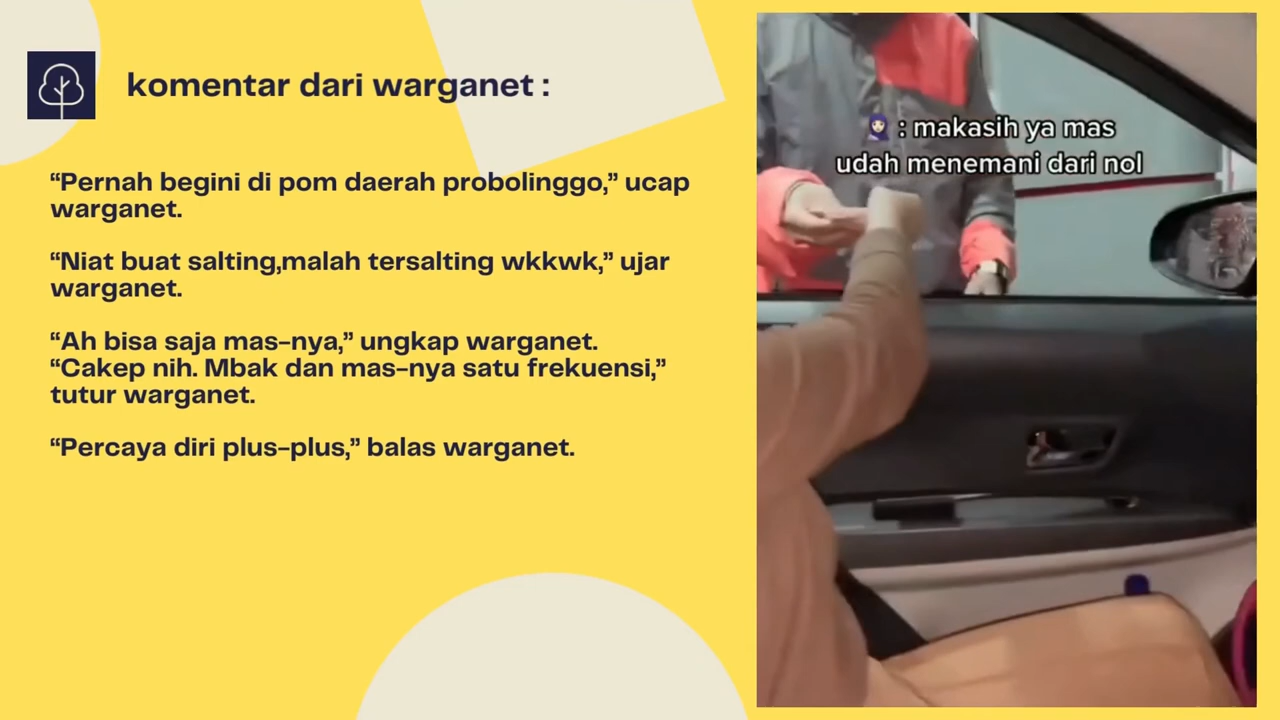 komentar dari warganet :
“Pernah begini di pom daerah probolinggo,” ucap
warganet.
“Niat buat salting,malah tersalting wkkwk,” ujar
warganet.
“Ah bisa saja mas-nya,” ungkap warganet.
“Cakep nih. Mbak dan mas-nya satu frekuensi,”
tutur warganet.
“Percaya diri plus-plus,” balas warganet.
🧕🏻 : makasih ya mas
udah menemani dari nol